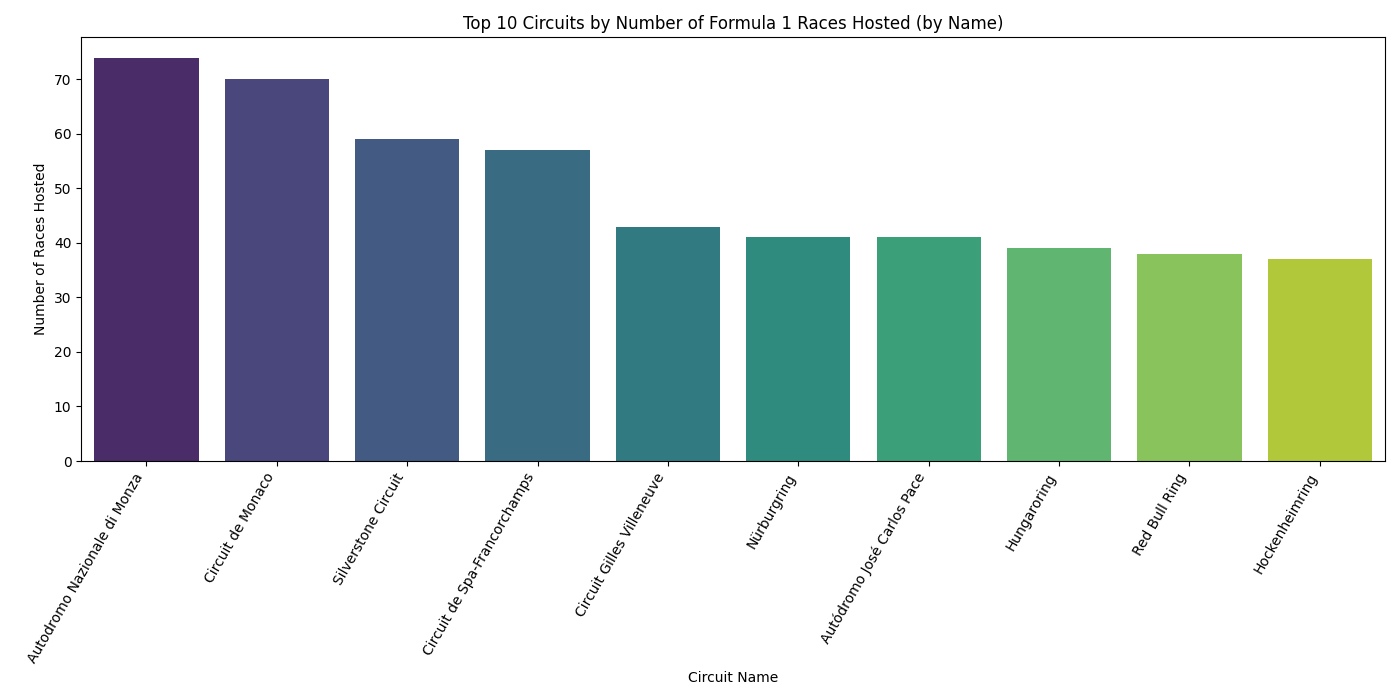 Top 10 Circuits by Number of Formula 1 Races Hosted (by Name)
Number of Races Hosted
70
60
50
40
30
20
10
0
Autodromo Nazionale di Monza
Circuit de Monaco
Silverstone Circuit
Circuit de Spa-Francorchamps
Circuit Gilles Villeneuve
Nürburgring
Autódromo José Carlos Pace
Hungaroring
Red Bull Ring
Hockenheimring
Circuit Name